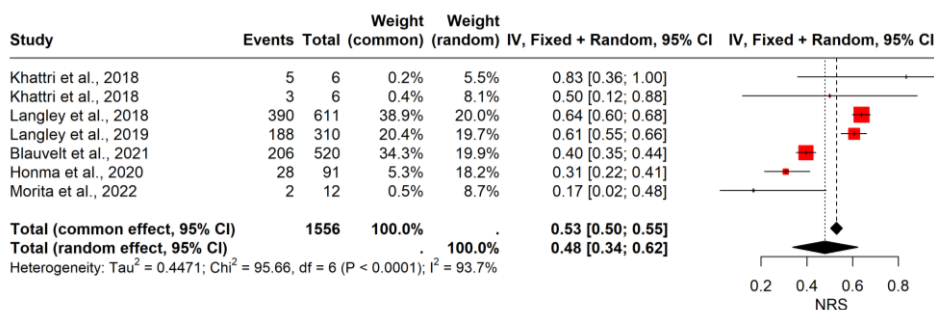 Weight Weight
Study Events Total (common) (random) IV, Fixed + Random, 95% CI IV, Fixed + Random, 95% CI
Khattri et al., 2018 5 6 0.2% 5.5% 0.83 [0.36; 1.00]
Khattri et al., 2018 3 6 0.4% 8.1% 0.50 [0.12; 0.88]
Langley et al., 2018 390 611 38.9% 20.0% 0.64 [0.60; 0.68]
Langley et al., 2019 188 310 20.4% 19.7% 0.61 [0.55; 0.66]
Blauvelt et al., 2021 206 520 34.3% 19.9% 0.40 [0.35; 0.44]
Honma et al., 2020 28 91 5.3% 18.2% 0.31 [0.22; 0.41]
Morita et al., 2022 2 12 0.5% 8.7% 0.17 [0.02; 0.48]
Total (common effect, 95% CI) 1556 100.0% . 0.53 [0.50; 0.55]
Total (random effect, 95% CI) . 100.0% 0.48 [0.34; 0.62]
Heterogeneity: Tau² = 0.4471; Chi² = 95.66, df = 6 (P < 0.0001); I² = 93.7%
0.2 0.4 0.6 0.8
NRS